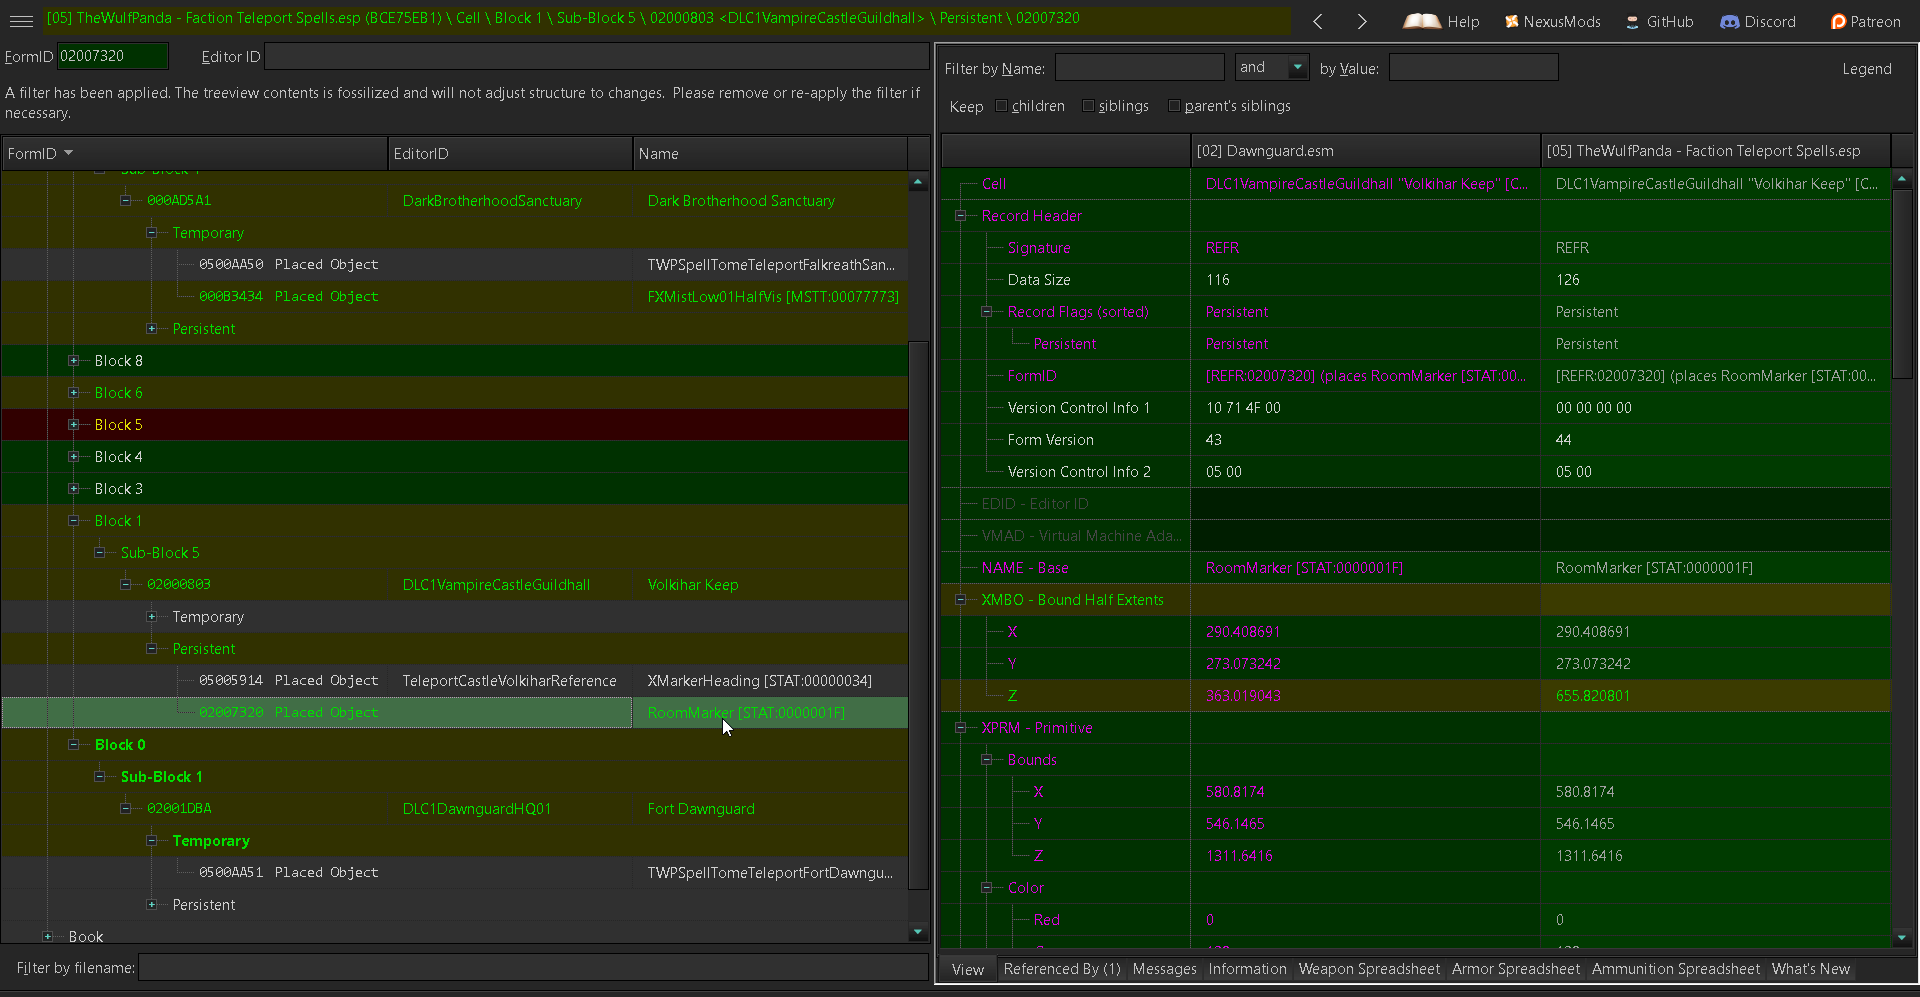 [05] TheWulfPanda - Faction Teleport Spells.esp (BCE75EB1) \ Cell \ Block 1 \ Sub-Block 5 \ 02000803 <DLC1VampireCastleGuildhall> \ Persistent \ 02007320
Help
NexusMods
GitHub
Discord
Patreon
FormID 02007320 Editor ID
A filter has been applied. The treeview contents is fossilized and will not adjust structure to changes. Please remove or re-apply the filter if
necessary.
FormID EditorID Name
Sub-Block 4
000AD5A1 DarkBrotherhoodSanctuary Dark Brotherhood Sanctuary
Temporary
0500AA50 Placed Object TWPSpellTomeTeleportFalkreathSan...
000B3434 Placed Object FXMistLow01HalfVis [MSTT:00077773]
Persistent
Block 8
Block 6
Block 5
Block 4
Block 3
Block 1
Sub-Block 5
02000803 DLC1VampireCastleGuildhall Volkihar Keep
Temporary
Persistent
05005914 Placed Object TeleportCastleVolkiharReference XMarkerHeading [STAT:00000034]
02007320 Placed Object RoomMarker [STAT:0000001F]
Block 0
Sub-Block 1
02001DBA DLC1DawnguardHQ01 Fort Dawnguard
Temporary
0500AA51 Placed Object TWPSpellTomeTeleportFortDawngu...
Persistent
Book
Filter by filename:
Filter by Name: and by Value: Legend
Keep children siblings parent's siblings
[02] Dawnguard.esm [05] TheWulfPanda - Faction Teleport Spells.esp
Cell DLC1VampireCastleGuildhall "Volkihar Keep" [C... DLC1VampireCastleGuildhall "Volkihar Keep" [C...
Record Header
Signature REFR REFR
Data Size 116 126
Record Flags (sorted) Persistent Persistent
Persistent Persistent Persistent
FormID [REFR:02007320] (places RoomMarker [STAT:00... [REFR:02007320] (places RoomMarker [STAT:00...
Version Control Info 1 10 71 4F 00 00 00 00 00
Form Version 43 44
Version Control Info 2 05 00 05 00
EDID - Editor ID
VMAD - Virtual Machine Ada...
NAME - Base RoomMarker [STAT:0000001F] RoomMarker [STAT:0000001F]
XMBO - Bound Half Extents
X 290.408691 290.408691
Y 273.073242 273.073242
Z 363.019043 655.820801
XPRM - Primitive
Bounds
X 580.8174 580.8174
Y 546.1465 546.1465
Z 1311.6416 1311.6416
Color
Red 0 0
View Referenced By (1) Messages Information Weapon Spreadsheet Armor Spreadsheet Ammunition Spreadsheet What's New